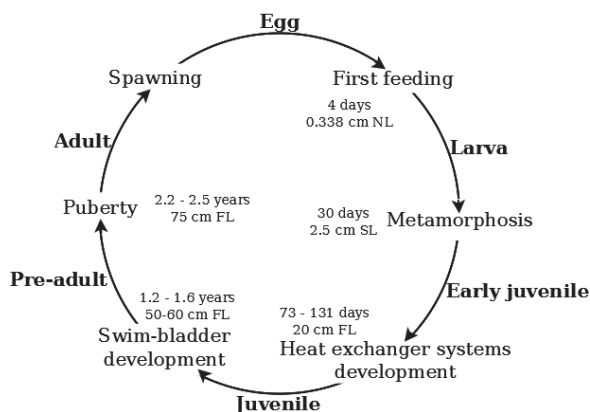 Egg
Spawning
First feeding
4 days
0.338 cm NL
Adult
Larva
Puberty
2.2 - 2.5 years
75 cm FL
30 days
2.5 cm SL
Metamorphosis
Pre-adult
Early juvenile
1.2 - 1.6 years
50-60 cm FL
Swim-bladder
development
73 - 131 days
20 cm FL
Heat exchanger systems
development
Juvenile